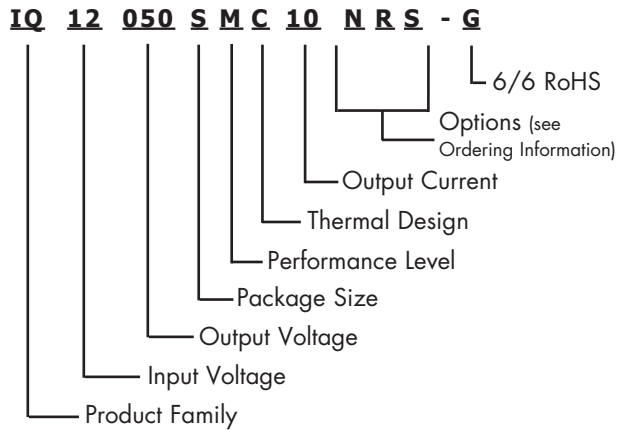 IQ 12 050 S M C 10 N R S - G
6/6 RoHS
Options (see
Ordering Information)
Output Current
Thermal Design
Performance Level
Package Size
Output Voltage
Input Voltage
Product Family